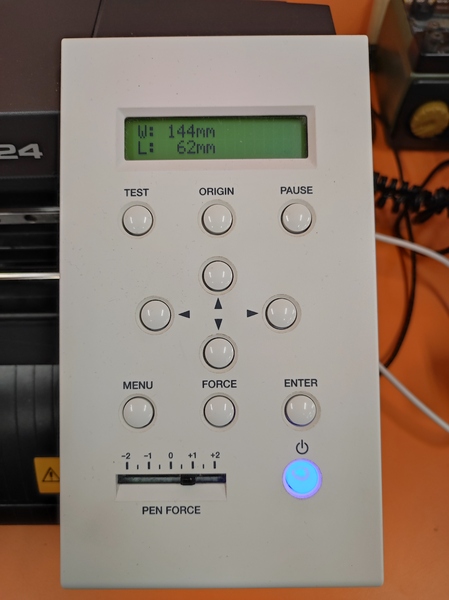 W: 144mm
L: 62mm
24
TEST ORIGIN PAUSE
MENU FORCE ENTER
-2 -1 0 +1 +2
PEN FORCE